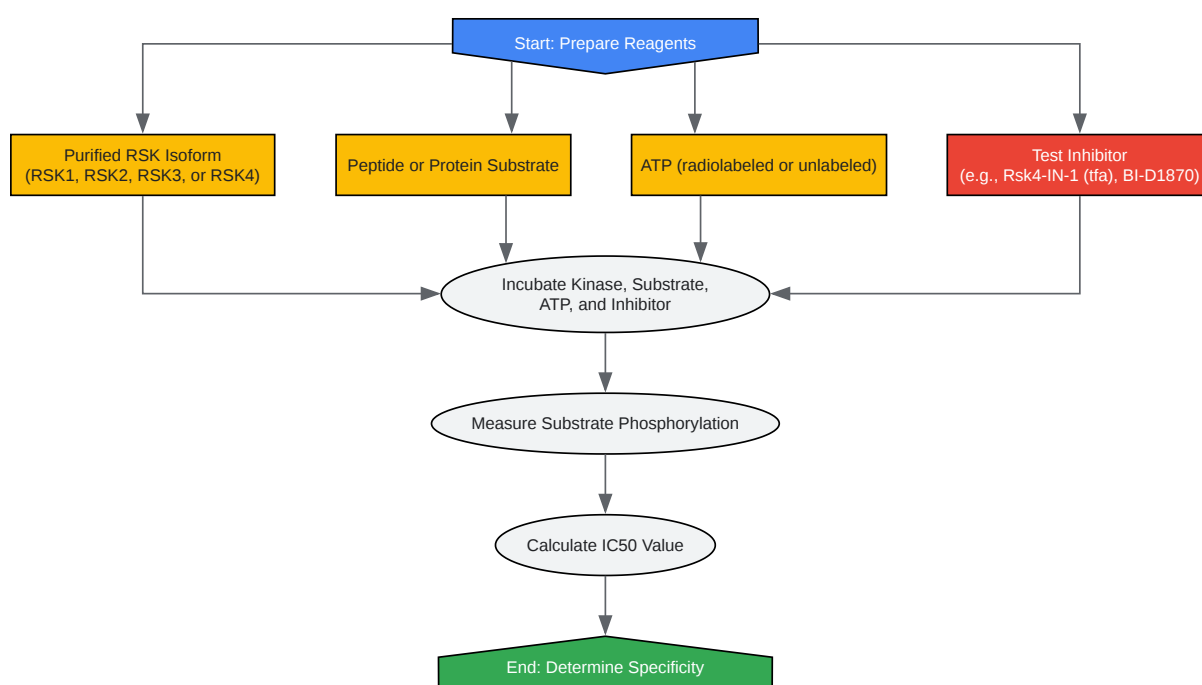 Start: Prepare Reagents
Purified RSK Isoform
(RSK1, RSK2, RSK3, or RSK4)
Peptide or Protein Substrate
ATP (radiolabeled or unlabeled)
Test Inhibitor
(e.g., Rsk4-IN-1 (tfa), BI-D1870)
Incubate Kinase, Substrate,
ATP, and Inhibitor
Measure Substrate Phosphorylation
Calculate IC50 Value
End: Determine Specificity